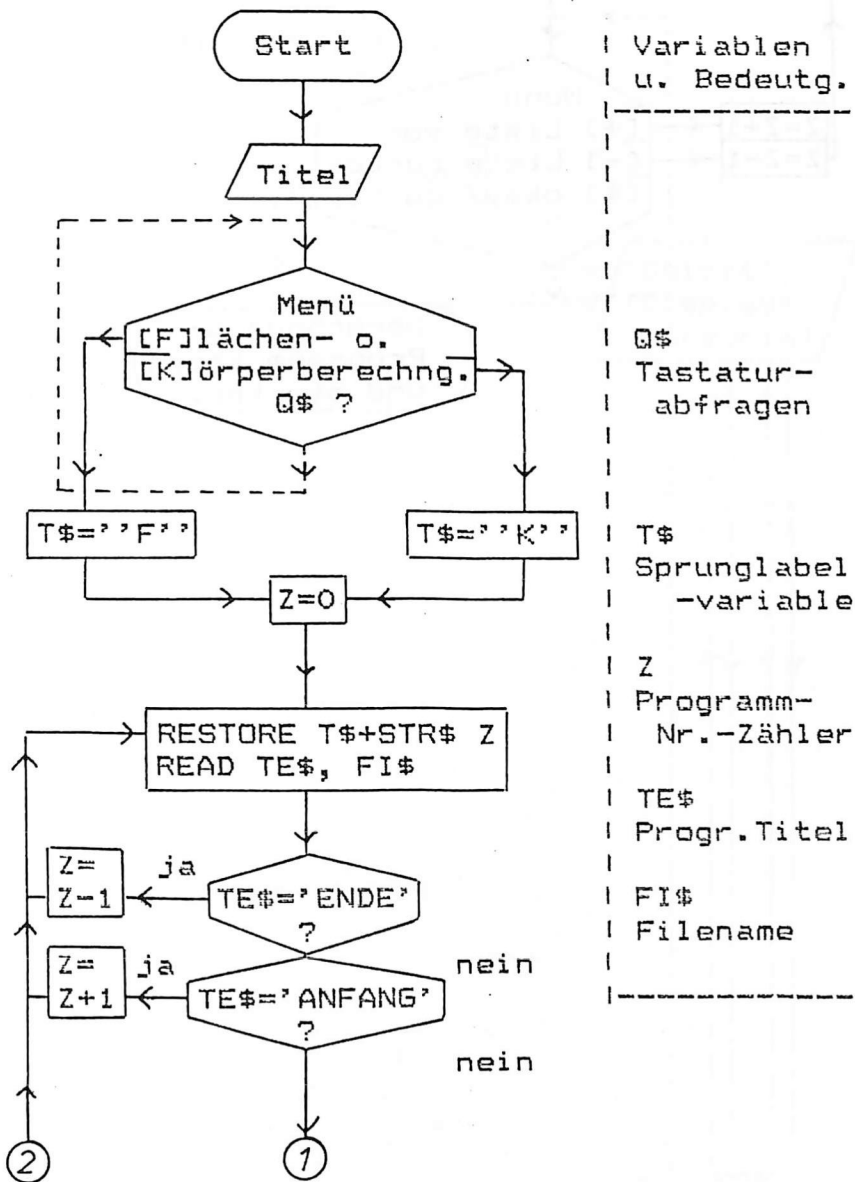 Start
Titel
Menü
[F]lächen- o.
[K]örperberechng.
Q$ ?
T$=''F''
T$=''K''
Z=0
RESTORE T$+STR$ Z
READ TE$, FI$
Z=
Z-1
ja
TE$='ENDE'
?
nein
Z=
Z+1
ja
TE$='ANFANG'
?
nein
2
1
Variablen
u. Bedeutg.
Q$
Tastatur-
abfragen
T$
Sprunglabel
-variable
Z
Programm-
Nr.-Zähler
TE$
Progr.Titel
FI$
Filename